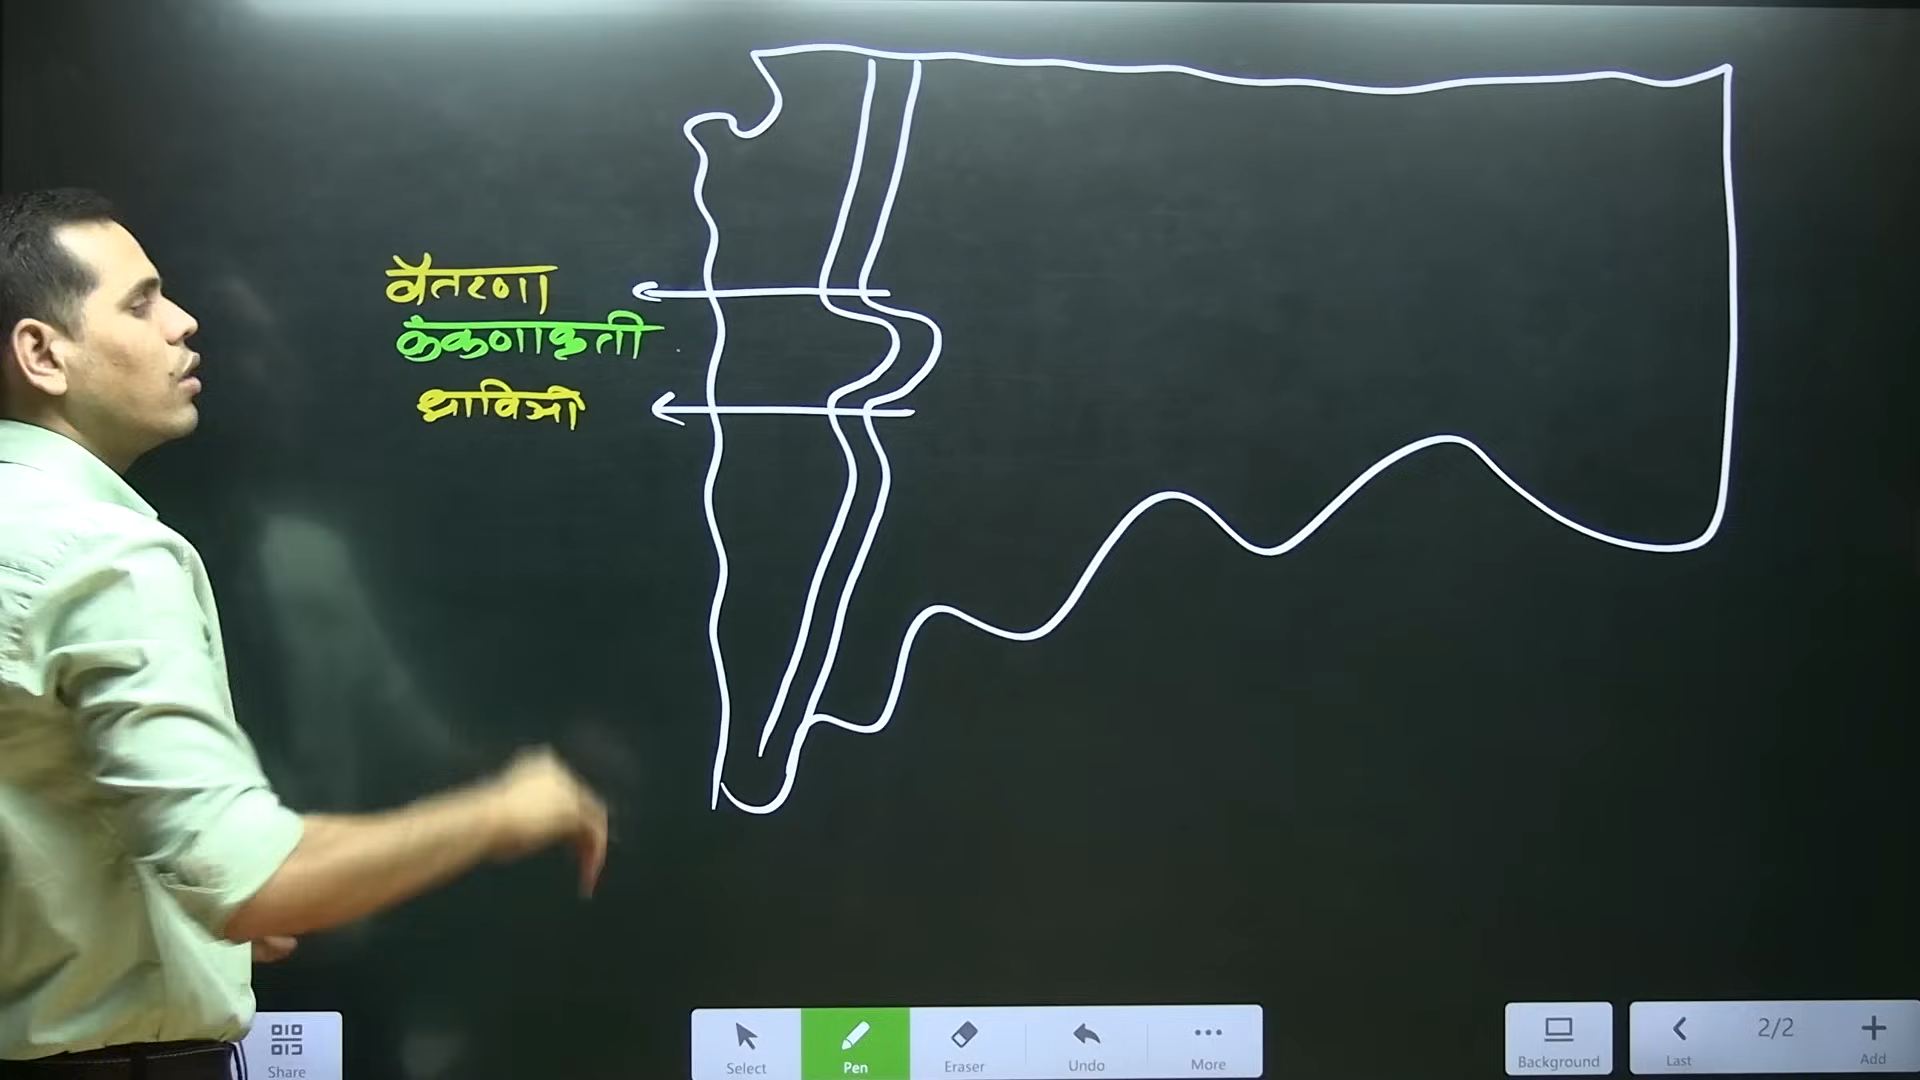 वैतरणा
कंकणाकृती
धाविओ
Share
Select
Pen
Eraser
Undo
More
Background
Last
2/2
Add